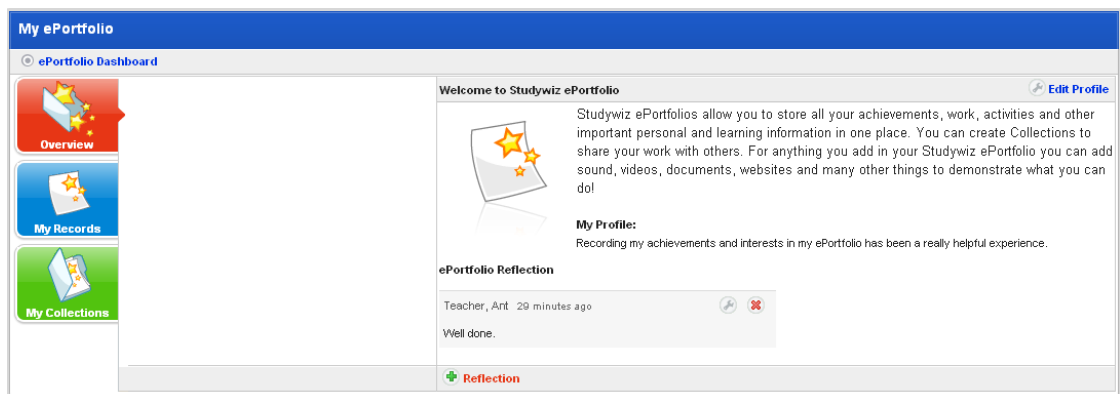 My ePortfolio
ePortfolio Dashboard
Overview
My Records
My Collections
Welcome to Studywiz ePortfolio
Edit Profile
Studywiz ePortfolios allow you to store all your achievements, work, activities and other
important personal and learning information in one place. You can create Collections to
share your work with others. For anything you add in your Studywiz ePortfolio you can add
sound, videos, documents, websites and many other things to demonstrate what you can
do!
My Profile:
Recording my achievements and interests in my ePortfolio has been a really helpful experience.
ePortfolio Reflection
Teacher, Ant 29 minutes ago
Well done.
Reflection